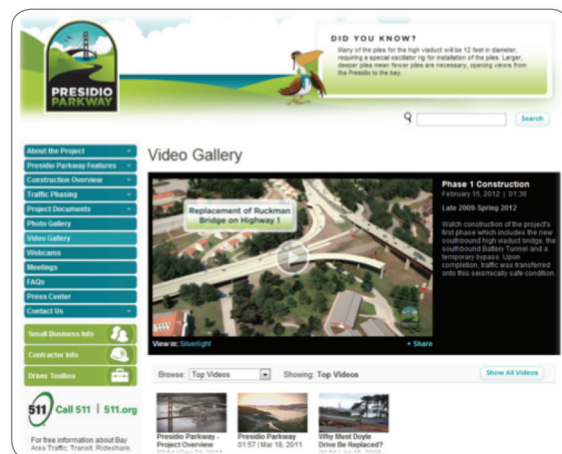 PRESIDIO
PARKWAY
DID YOU KNOW?
Many of the piles for the high viaduct will be 12 feet in diameter,
requiring a special oscillator rig for installation of the piles. Larger,
deeper piles mean fewer piles are necessary, opening views from
the Presidio to the bay.
Search
About the Project
Presidio Parkway Features
Construction Overview
Traffic Phasing
Project Documents
Photo Gallery
Video Gallery
Webcams
Meetings
FAQs
Press Center
Contact Us
Small Business Info
Contractor Info
Driver Toolbox
511 Call 511 | 511.org
For free information about Bay
Area Traffic, Transit, Rideshare,
Video Gallery
Replacement of Ruckman
Bridge on Highway 1
Phase 1 Construction
February 15, 2012 | 01:36
Late 2009-Spring 2012
Watch construction of the project's
first phase which includes the new
southbound high viaduct bridge, the
southbound Battery Tunnel and a
temporary bypass. Upon
completion, traffic was transferred
onto this seismically safe condition.
View in: Silverlight
+ Share
Browse: Top Videos
Showing: Top Videos
Show All Videos
Presidio Parkway -
Project Overview
Presidio Parkway
01:57 | Mar 18, 2011
Why Must Doyle
Drive Be Replaced?